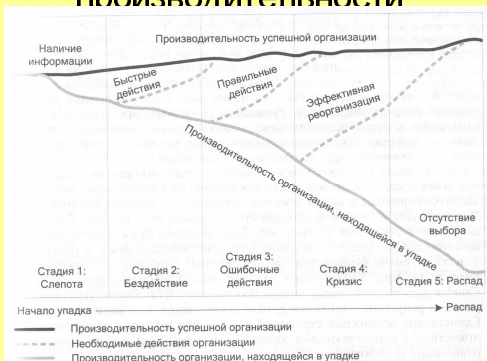 производительности
Наличие
информации
Производительность успешной организации
Быстрые
действия
Правильные
действия
Эффективная
реорганизация
Производительность организации, находящейся в упадке
Отсутствие
выбора
Стадия 1:
Слепота
Стадия 2:
Бездействие
Стадия 3:
Ошибочные
действия
Стадия 4:
Кризис
Стадия 5: Распад
Начало упадка
Распад
Производительность успешной организации
Необходимые действия организации
Производительность организации, находящейся в упадке